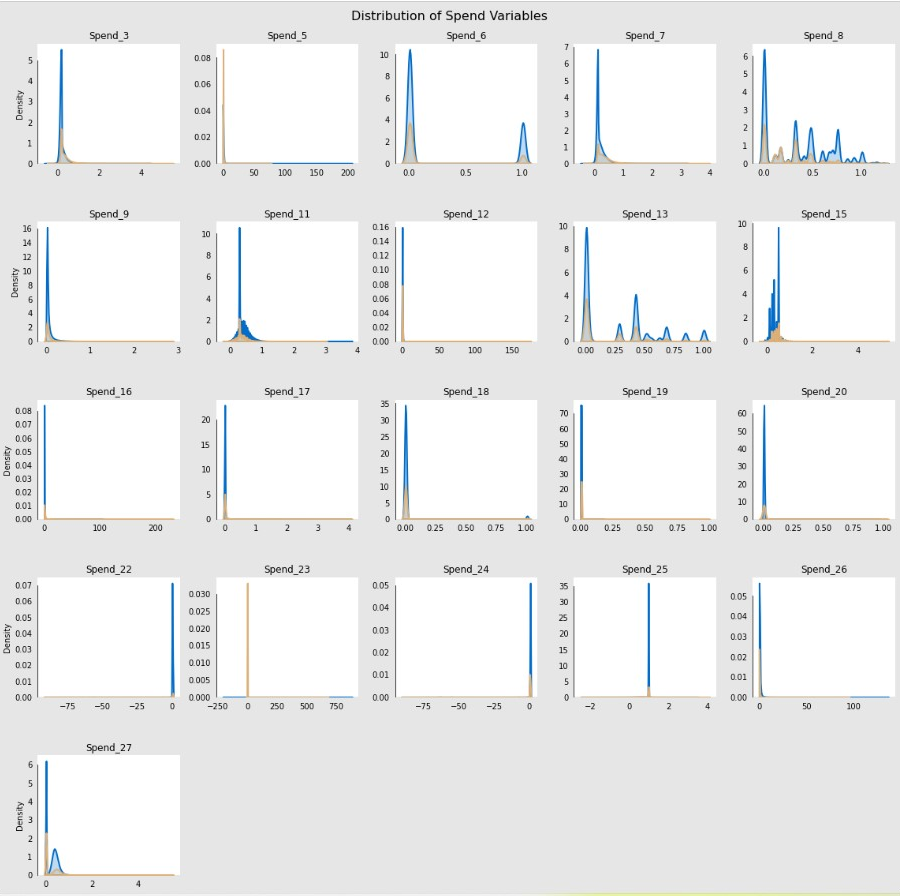 Distribution of Spend Variables
Spend_3 Spend_5 Spend_6 Spend_7 Spend_8
Density
5 4 3 2 1 0
0 2 4
0.08 0.06 0.04 0.02 0.00
0 50 100 150 200
10 8 6 4 2 0
0.0 0.5 1.0
7 6 5 4 3 2 1 0
0 1 2 3 4
6 5 4 3 2 1 0
0.0 0.5 1.0
Spend_9 Spend_11 Spend_12 Spend_13 Spend_15
Density
16 14 12 10 8 6 4 2 0
0 1 2 3
10 8 6 4 2 0
0 1 2 3 4
0.16 0.14 0.12 0.10 0.08 0.06 0.04 0.02 0.00
0 50 100 150
10 8 6 4 2 0
0.00 0.25 0.50 0.75 1.00
10 8 6 4 2 0
0 2 4
Spend_16 Spend_17 Spend_18 Spend_19 Spend_20
Density
0.08 0.07 0.06 0.05 0.04 0.03 0.02 0.01 0.00
0 100 200
20 15 10 5 0
0 1 2 3 4
35 30 25 20 15 10 5 0
0.00 0.25 0.50 0.75 1.00
70 60 50 40 30 20 10 0
0.00 0.25 0.50 0.75 1.00
60 50 40 30 20 10 0
0.00 0.25 0.50 0.75 1.00
Spend_22 Spend_23 Spend_24 Spend_25 Spend_26
Density
0.07 0.06 0.05 0.04 0.03 0.02 0.01 0.00
−75 −50 −25 0
0.030 0.025 0.020 0.015 0.010 0.005 0.000
−250 0 250 500 750
0.05 0.04 0.03 0.02 0.01 0.00
−75 −50 −25 0
35 30 25 20 15 10 5 0
−2 0 2 4
0.05 0.04 0.03 0.02 0.01 0.00
0 50 100
Spend_27
Density
6 5 4 3 2 1 0
0 2 4